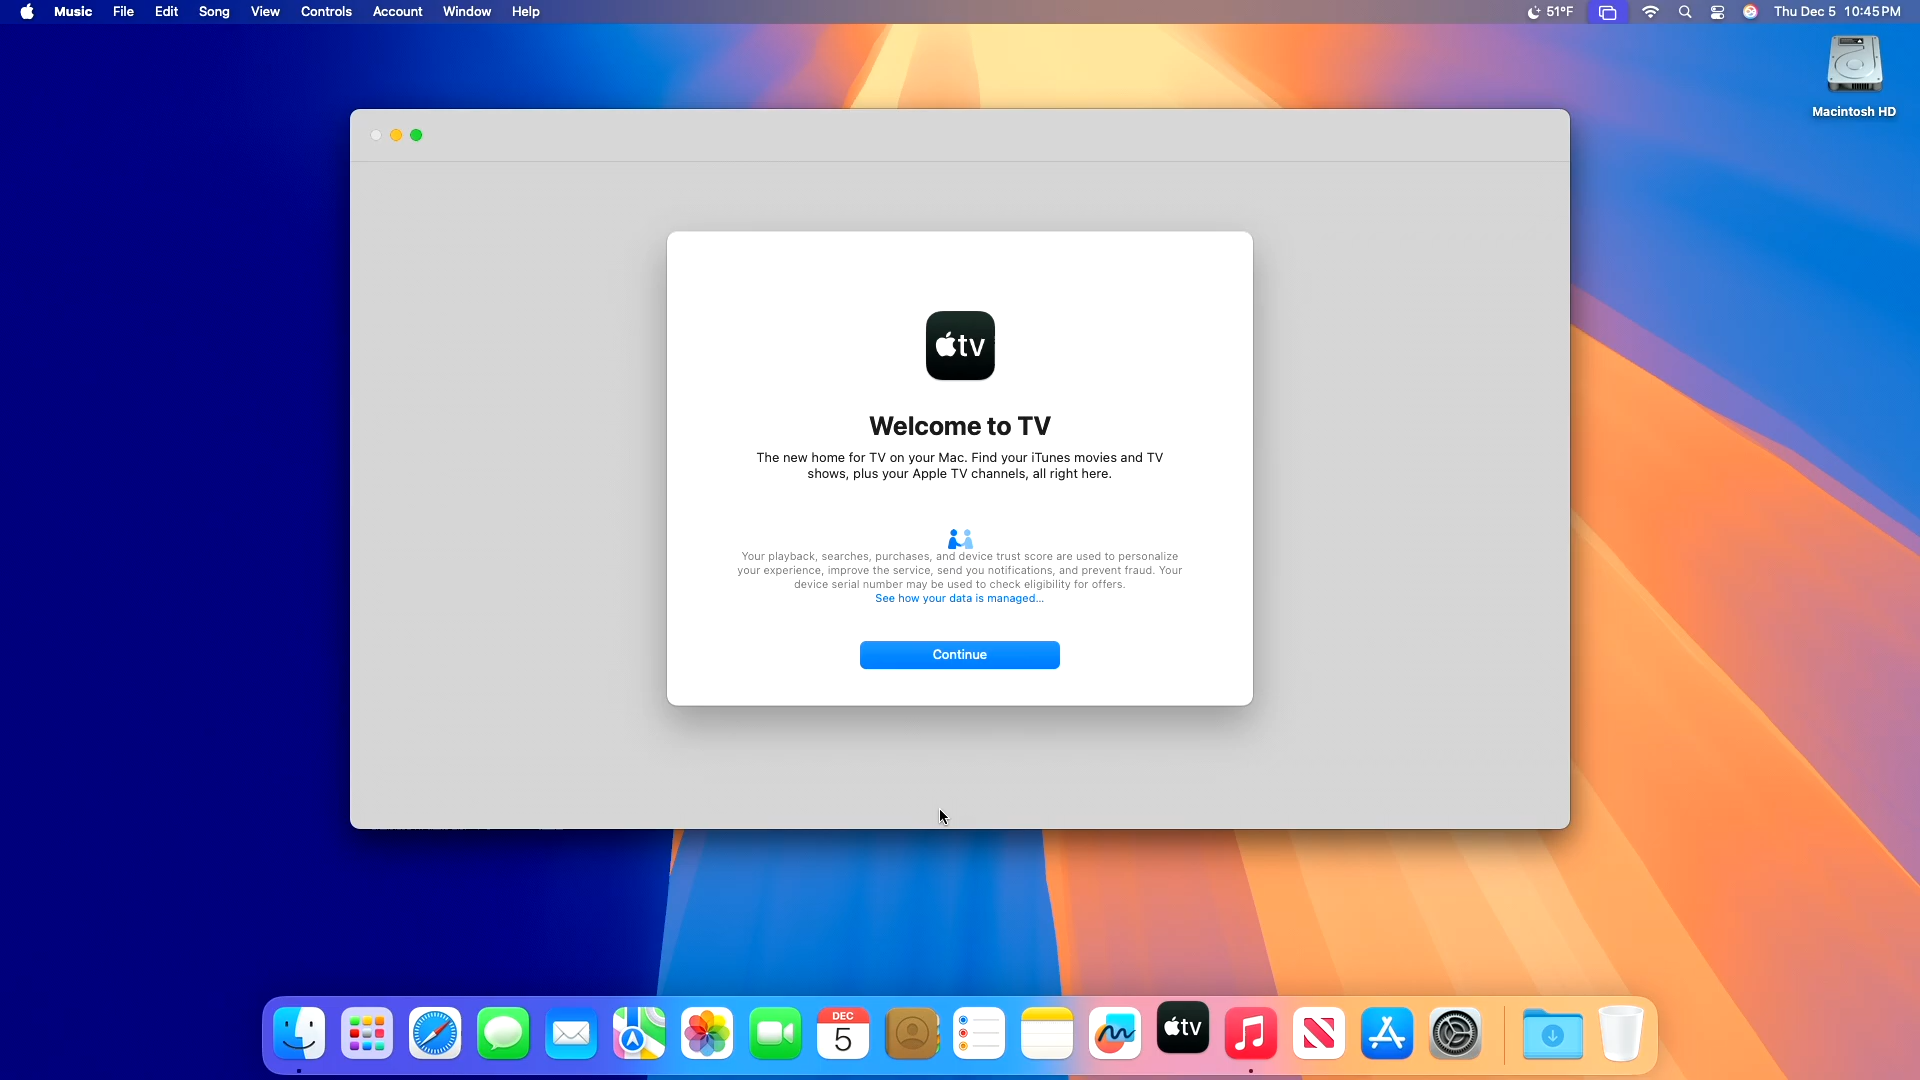 Music File Edit Song View Controls Account Window Help 51°F Thu Dec 5 10:45 PM
Macintosh HD
tv
Welcome to TV
The new home for TV on your Mac. Find your iTunes movies and TV
shows, plus your Apple TV channels, all right here.
Your playback, searches, purchases, and device trust score are used to personalize
your experience, improve the service, send you notifications, and prevent fraud. Your
device serial number may be used to check eligibility for offers.
See how your data is managed...
Continue
DEC
5
tv